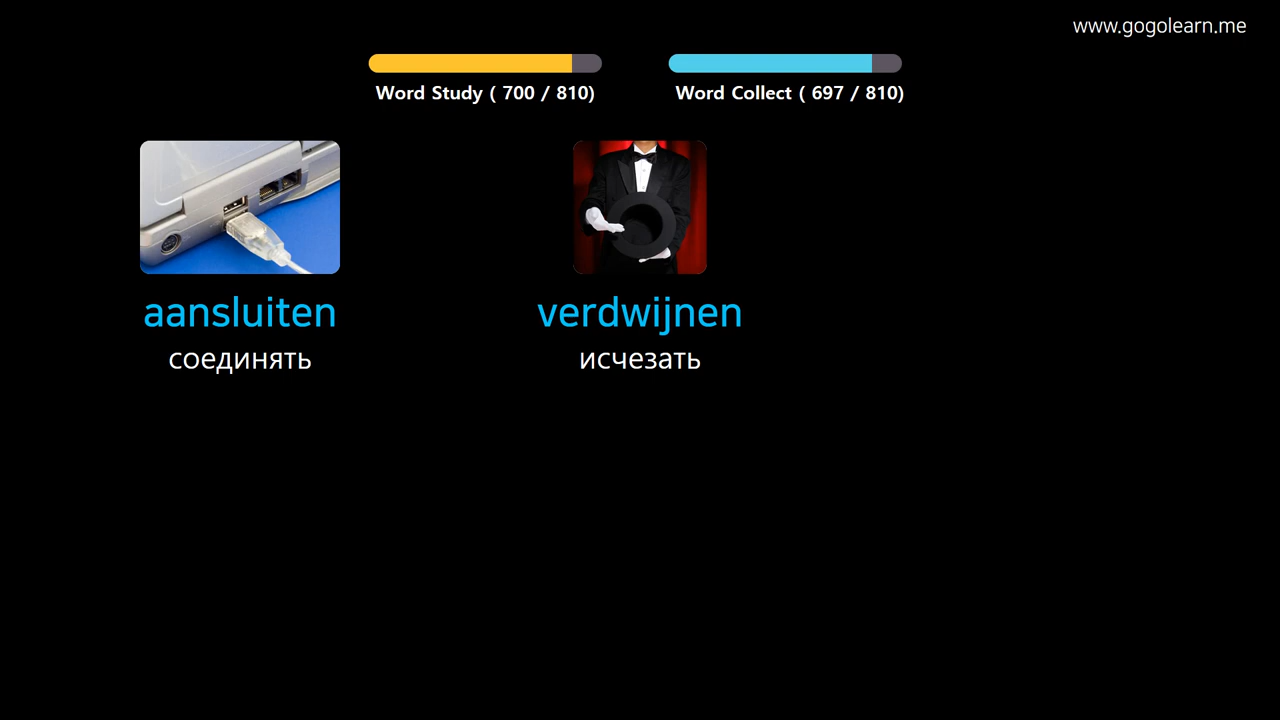 www.gogolearn.me
Word Study ( 700 / 810)
Word Collect ( 697 / 810)
aansluiten
соединять
verdwijnen
исчезать